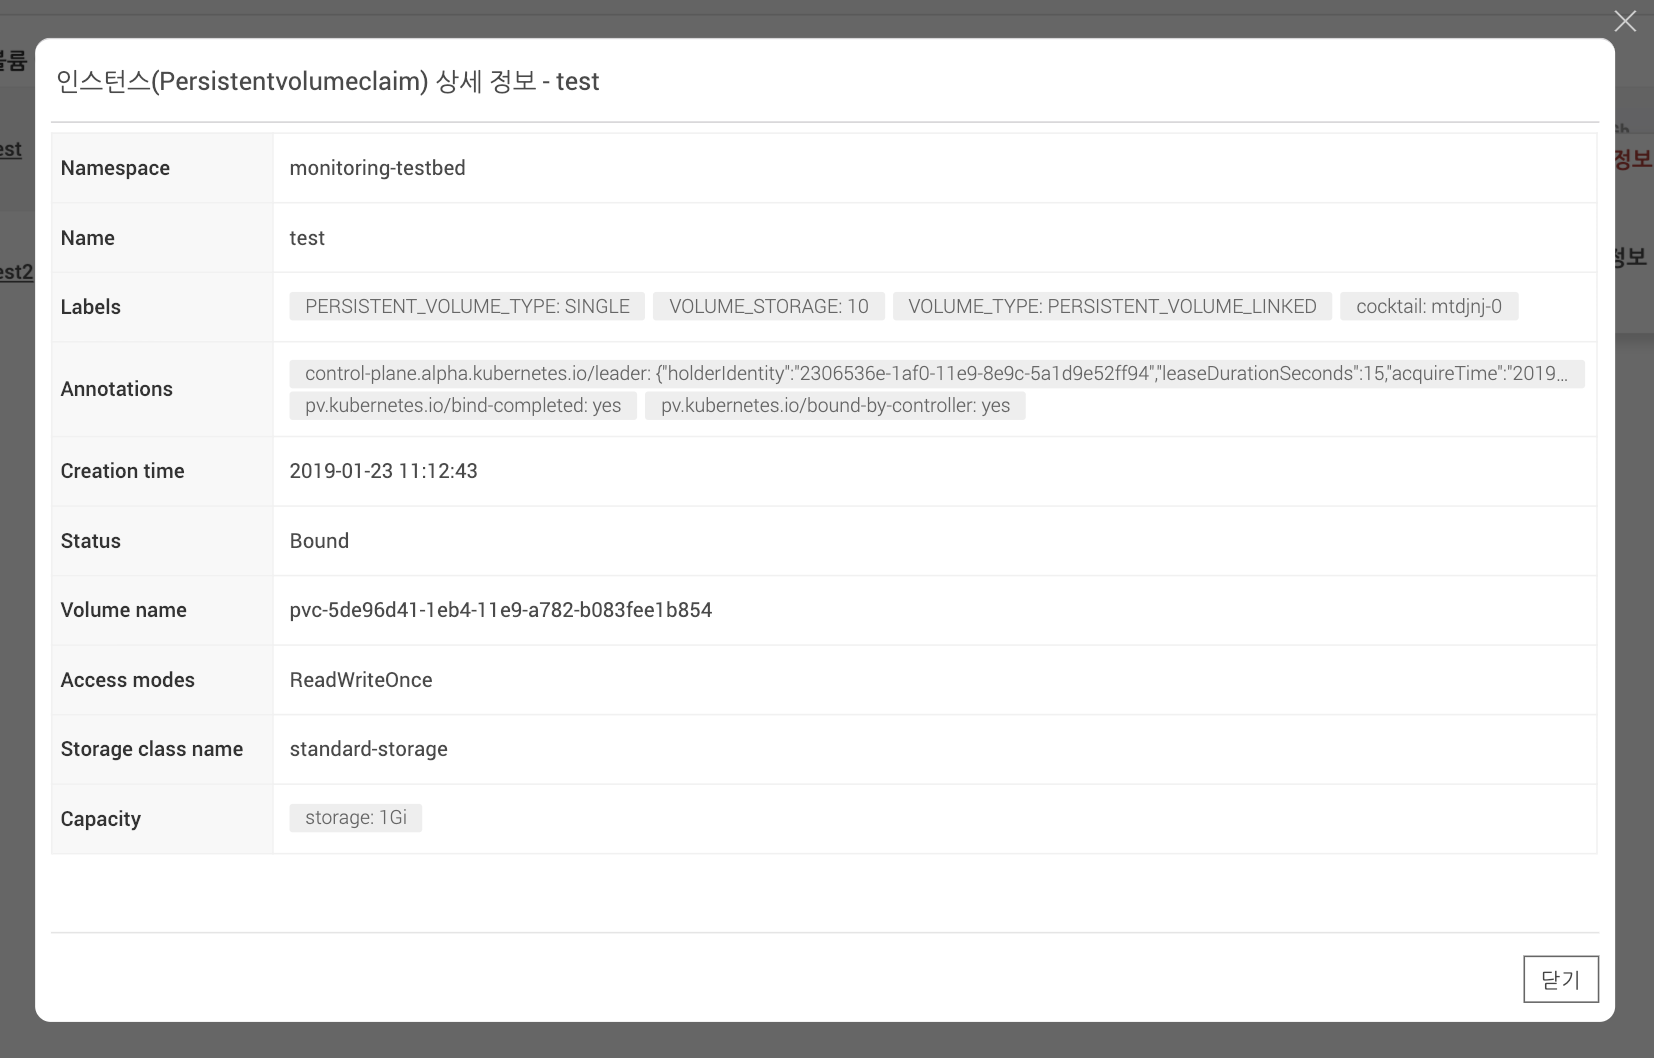 인스턴스(Persistentvolumeclaim) 상세 정보 - test
Namespace monitoring-testbed
Name test
Labels PERSISTENT_VOLUME_TYPE: SINGLE VOLUME_STORAGE: 10 VOLUME_TYPE: PERSISTENT_VOLUME_LINKED cocktail: mtdjnj-0
Annotations control-plane.alpha.kubernetes.io/leader: {"holderIdentity":"2306536e-1af0-11e9-8e9c-5a1d9e52ff94","leaseDurationSeconds":15,"acquireTime":"2019...
pv.kubernetes.io/bind-completed: yes pv.kubernetes.io/bound-by-controller: yes
Creation time 2019-01-23 11:12:43
Status Bound
Volume name pvc-5de96d41-1eb4-11e9-a782-b083fee1b854
Access modes ReadWriteOnce
Storage class name standard-storage
Capacity storage: 1Gi
닫기
정보
정보